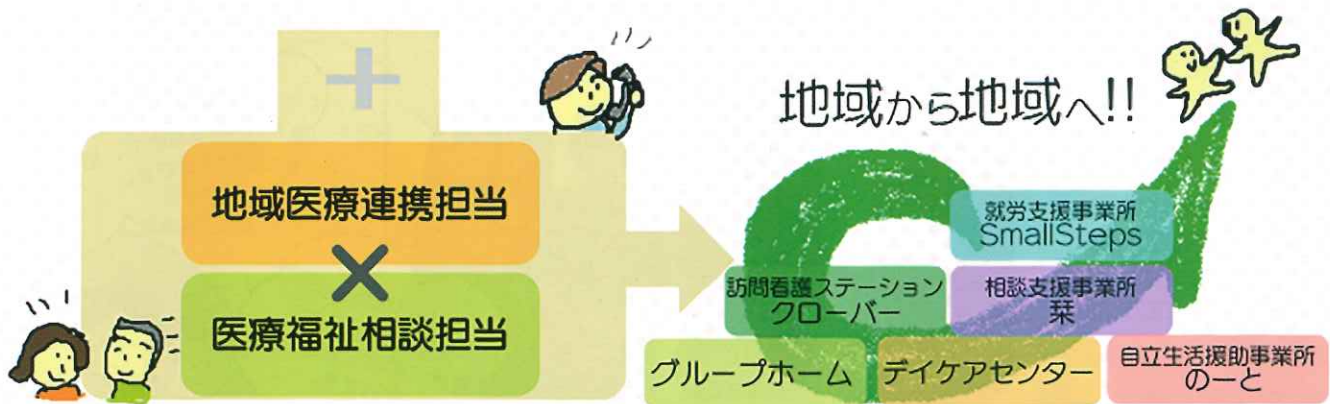 地域医療連携担当
×
医療福祉相談担当
地域から地域へ!!
就労支援事業所
SmallSteps
訪問看護ステーション
クローバー
相談支援事業所
栞
グループホーム
デイケアセンター
自立生活援助事業所
のーと